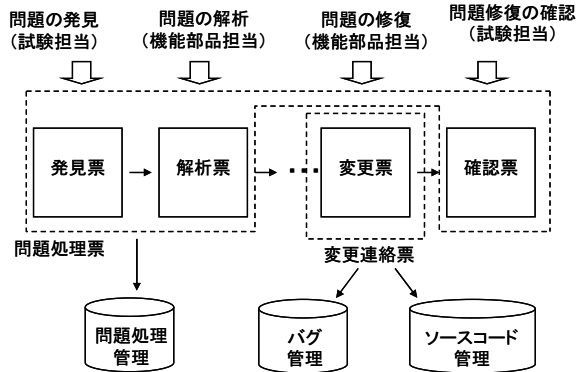 問題の発見
(試験担当)
問題の解析
(機能部品担当)
問題の修復
(機能部品担当)
問題修復の確認
(試験担当)
発見票
解析票
･･･
変更票
確認票
問題処理票
変更連絡票
問題処理
管理
バグ
管理
ソースコード
管理